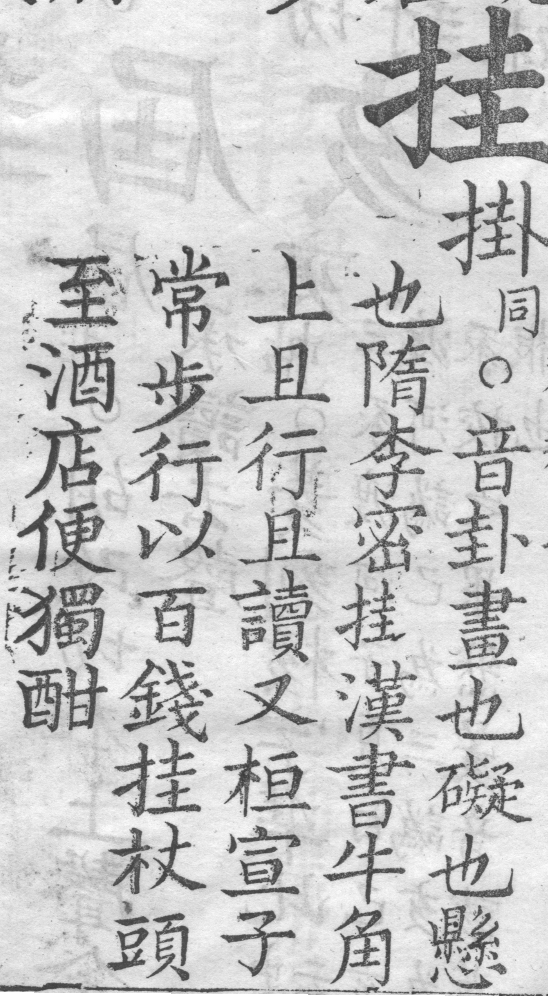 挂
掛同○音卦畫也礙也懸
也隋李密挂漢書牛角
上且行且讀又桓宣子
常步行以百錢挂杖頭
至酒店便獨酣